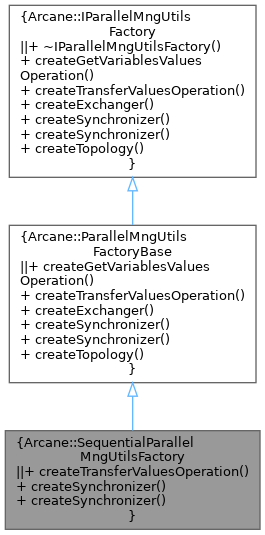 {Arcane::IParallelMngUtils
Factory
||+ ~IParallelMngUtilsFactory()
+ createGetVariablesValues
Operation()
+ createTransferValuesOperation()
+ createExchanger()
+ createSynchronizer()
+ createSynchronizer()
+ createTopology()
}
{Arcane::ParallelMngUtils
FactoryBase
||+ createGetVariablesValues
Operation()
+ createTransferValuesOperation()
+ createExchanger()
+ createSynchronizer()
+ createSynchronizer()
+ createTopology()
}
{Arcane::SequentialParallel
MngUtilsFactory
||+ createTransferValuesOperation()
+ createSynchronizer()
+ createSynchronizer()
}